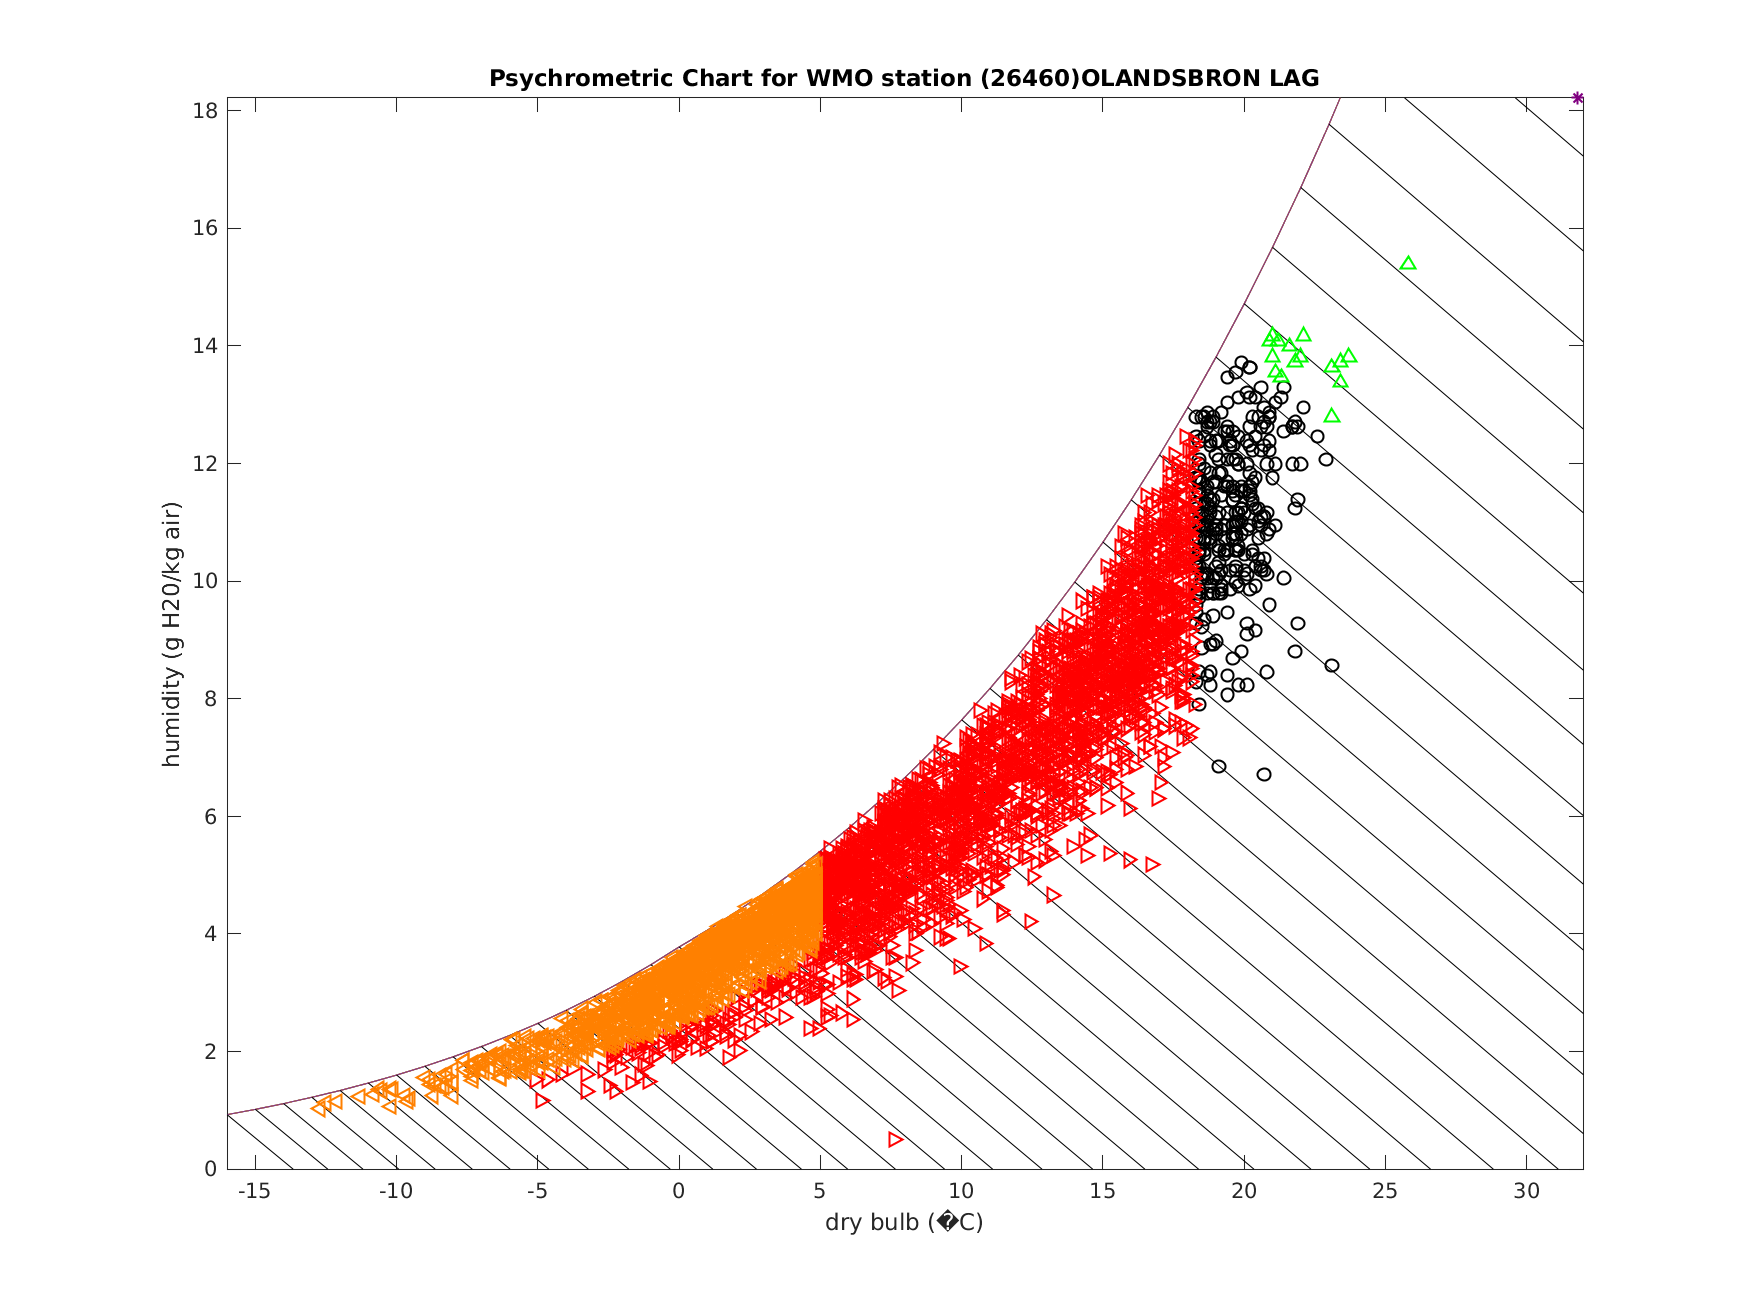 Psychrometric Chart for WMO station (26460)OLANDSBRON LAG
18
16
14
12
10
8
6
4
2
0
humidity (g H20/kg air)
-15 -10 -5 0 5 10 15 20 25 30
dry bulb (�C)